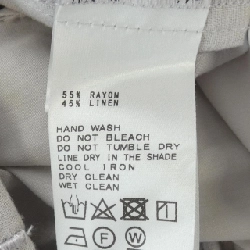 55% RAYON
45% LINEN
HAND WASH
DO NOT BLEACH
DO NOT TUMBLE DRY
LINE DRY IN THE SHADE
COOL IRON
DRY CLEAN
WET CLEAN
F W